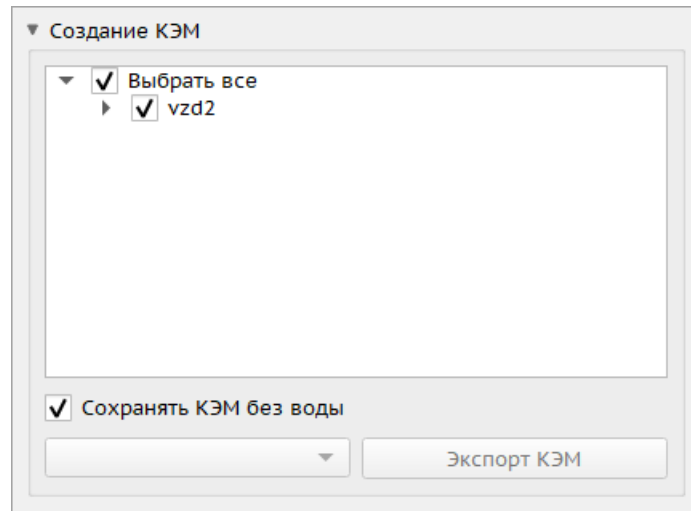 Создание КЭМ
Выбрать все
vzd2
Сохранять КЭМ без воды
Экспорт КЭМ